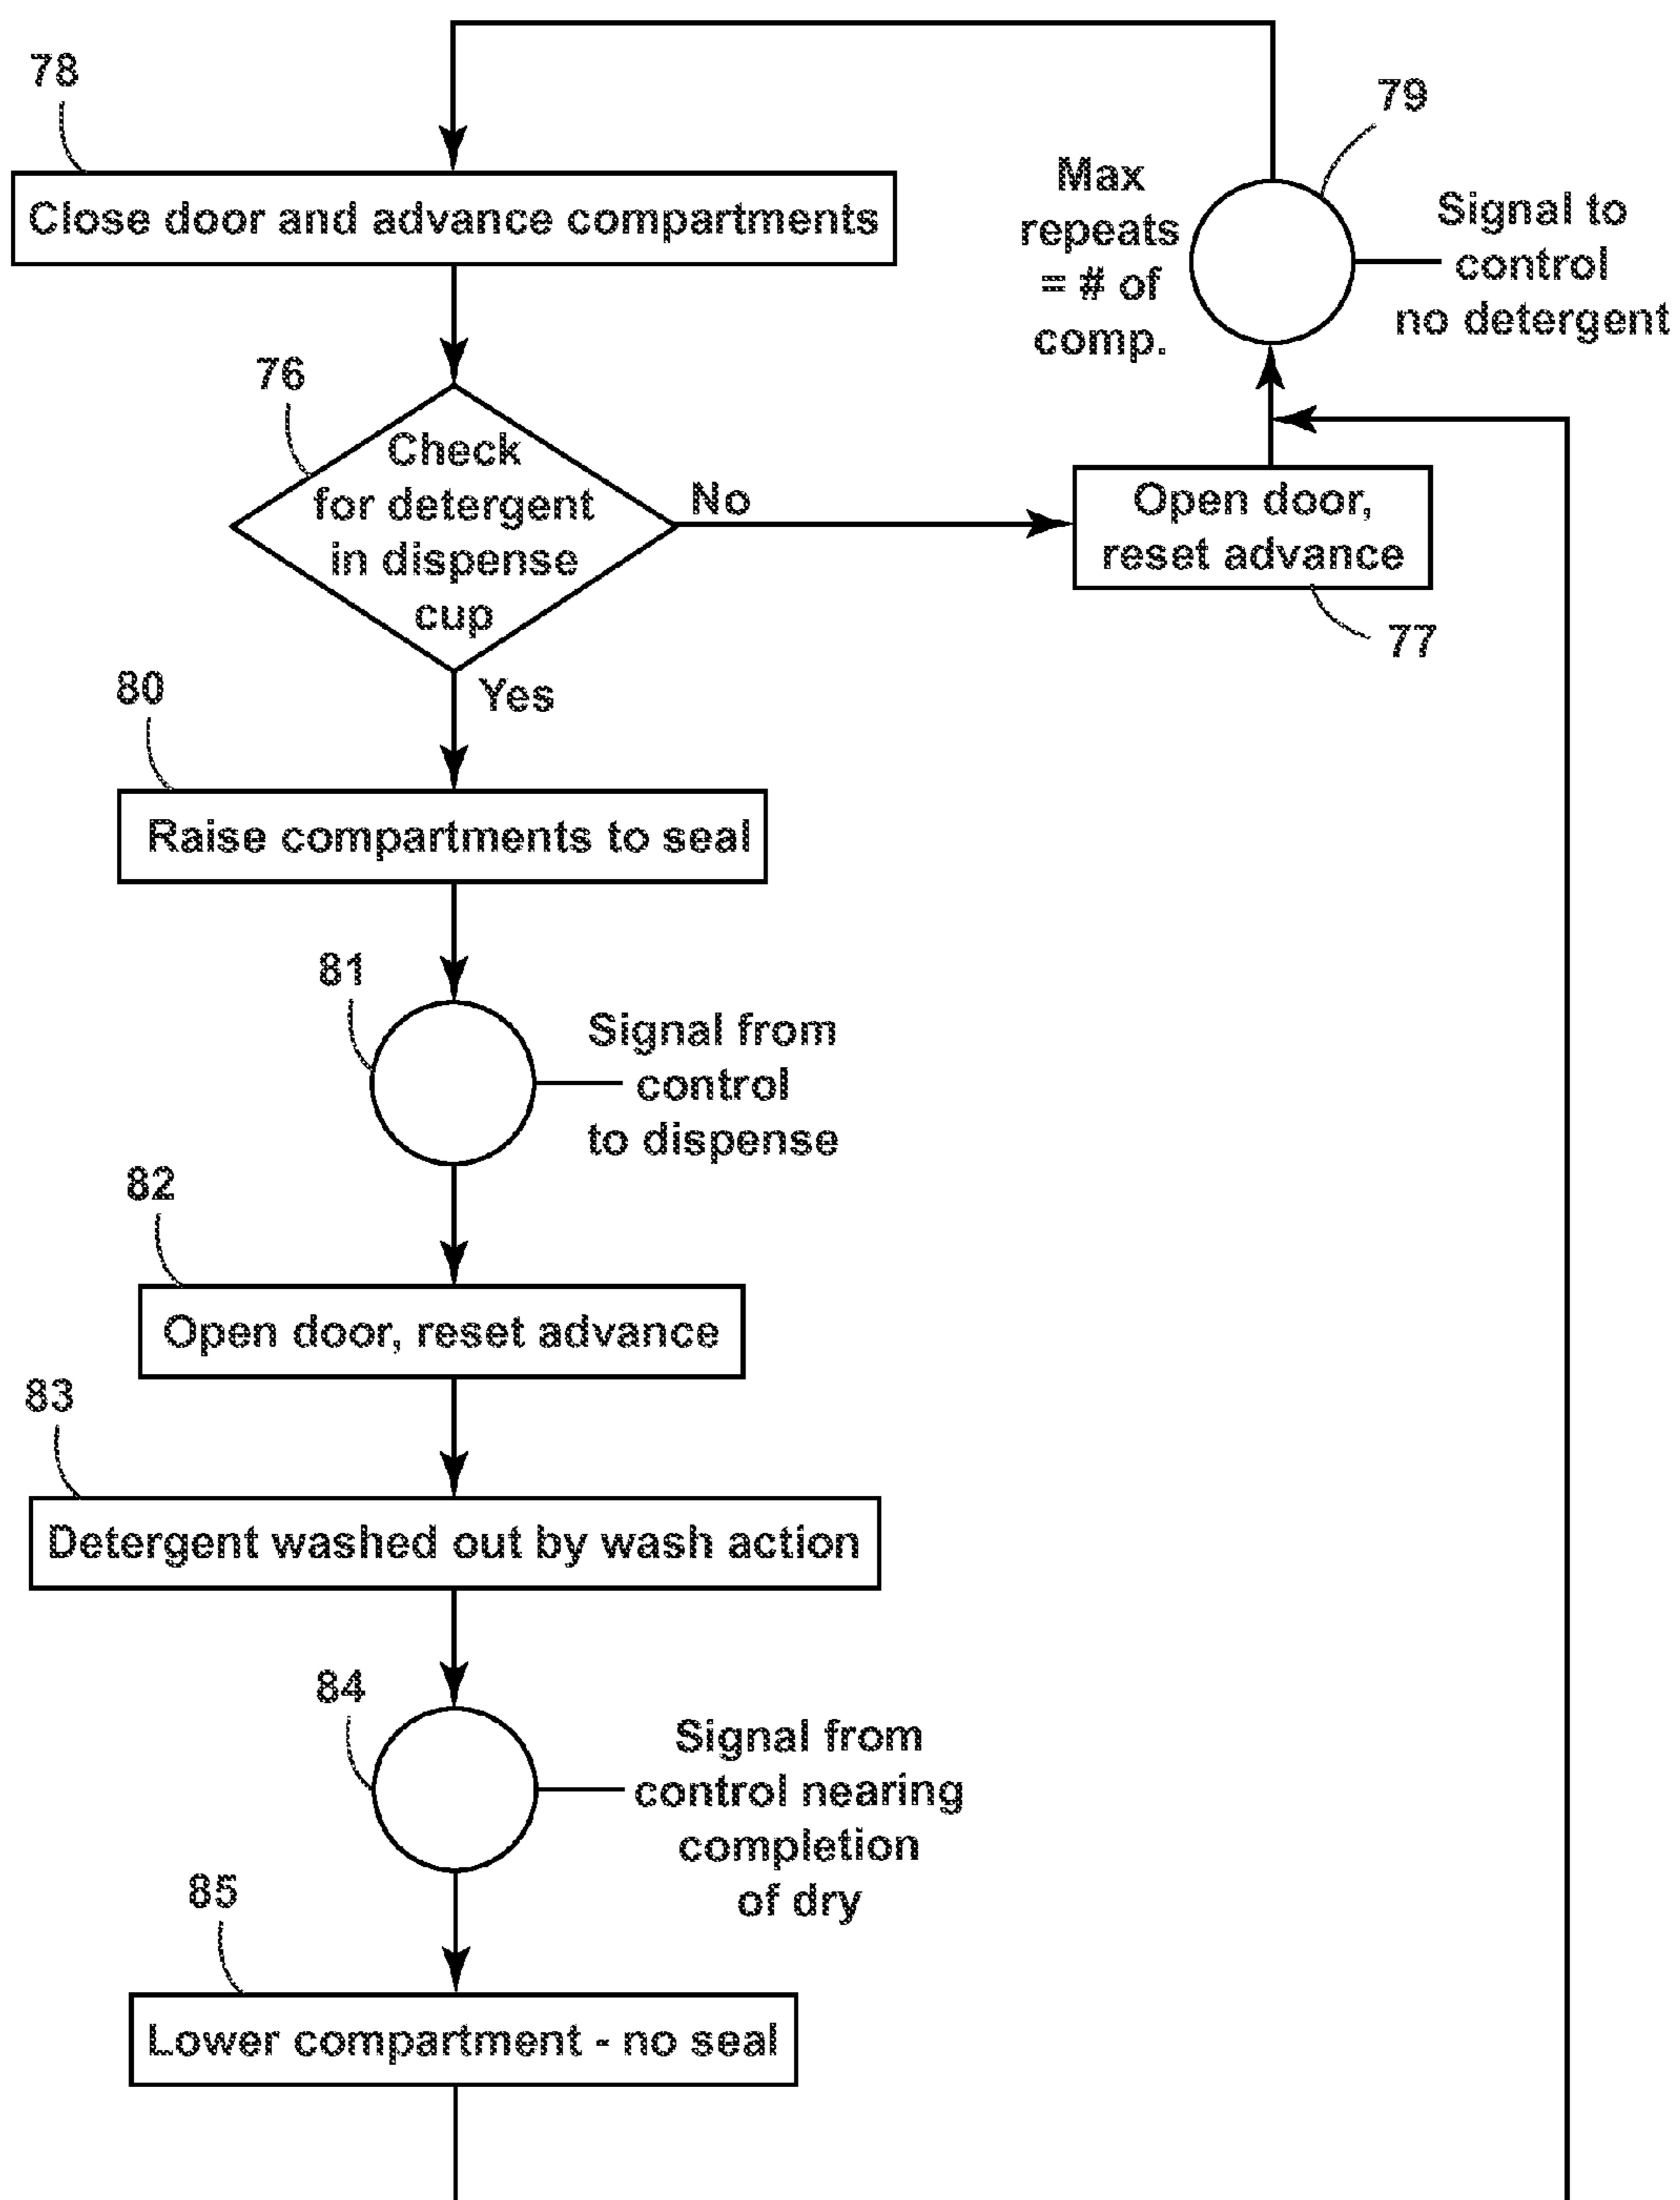 78
Close door and advance compartments
79
Max
repeats
= # of
comp.
Signal to
control
no detergent
76
Check
for detergent
in dispense
cup
No
Open door,
reset advance
77
Yes
80
Raise compartments to seal
81
Signal from
control
to dispense
82
Open door, reset advance
83
Detergent washed out by wash action
84
Signal from
control nearing
completion
of dry
85
Lower compartment - no seal